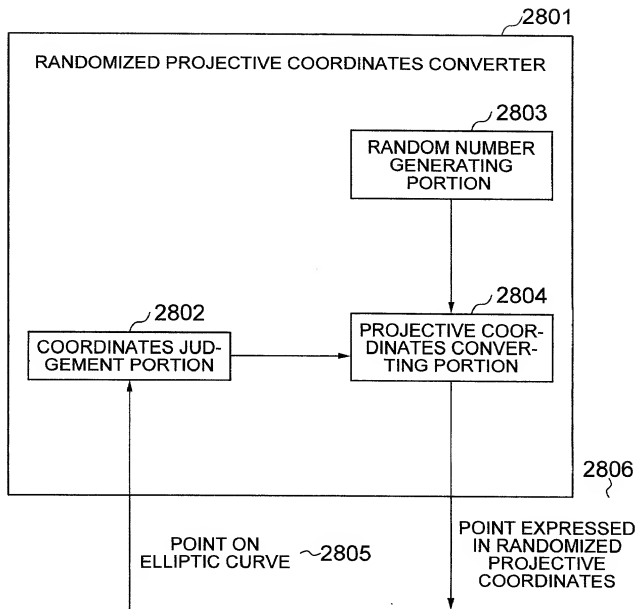 2801
RANDOMIZED PROJECTIVE COORDINATES CONVERTER
2803
RANDOM NUMBER
GENERATING
PORTION
2802
COORDINATES JUD-
GEMENT PORTION
2804
PROJECTIVE COOR-
DINATES CONVER-
TING PORTION
2806
POINT ON
ELLIPTIC CURVE
2805
POINT EXPRESSED
IN RANDOMIZED
PROJECTIVE
COORDINATES